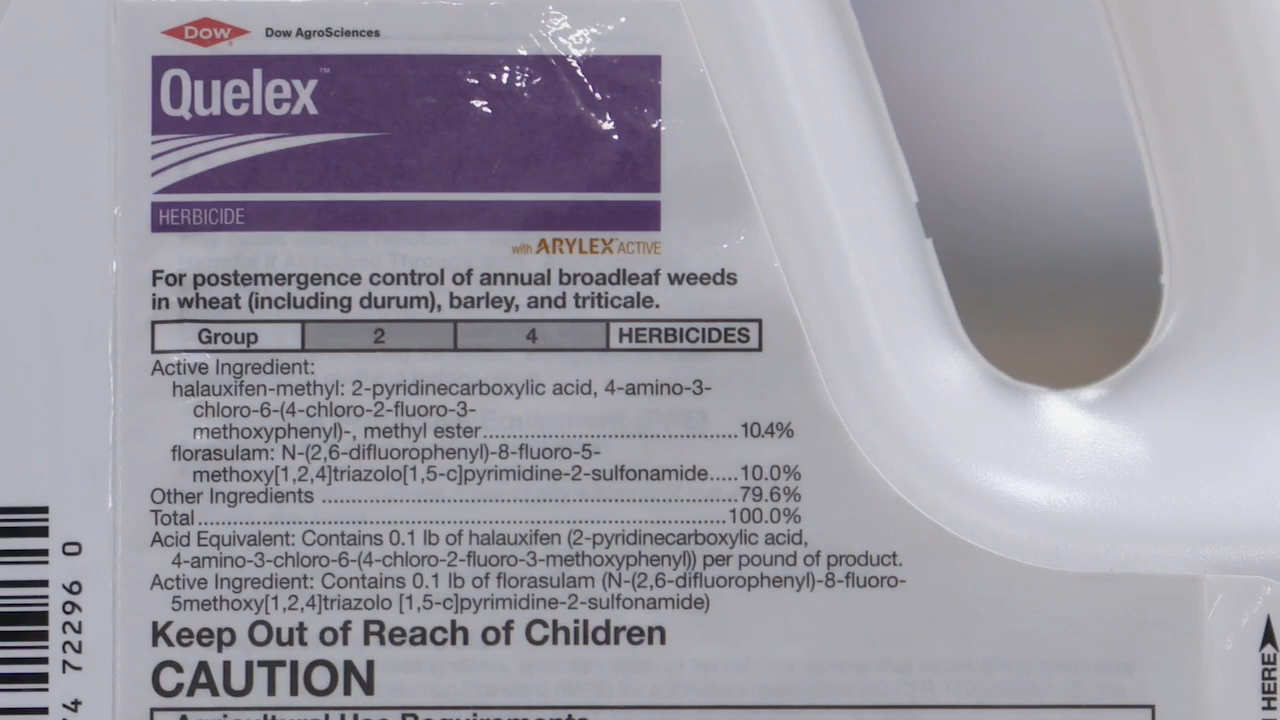 DOW Dow AgroSciences
Quelex™
HERBICIDE
with ARYLEX™ ACTIVE
For postemergence control of annual broadleaf weeds
in wheat (including durum), barley, and triticale.
Group 2 4 HERBICIDES
Active Ingredient:
halauxifen-methyl: 2-pyridinecarboxylic acid, 4-amino-3-
chloro-6-(4-chloro-2-fluoro-3-
methoxyphenyl)-, methyl ester.......................................10.4%
florasulam: N-(2,6-difluorophenyl)-8-fluoro-5-
methoxy[1,2,4]triazolo[1,5-c]pyrimidine-2-sulfonamide.....10.0%
Other Ingredients ................................................................79.6%
Total...................................................................................100.0%
Acid Equivalent: Contains 0.1 lb of halauxifen (2-pyridinecarboxylic acid,
4-amino-3-chloro-6-(4-chloro-2-fluoro-3-methoxyphenyl)) per pound of product.
Active Ingredient: Contains 0.1 lb of florasulam (N-(2,6-difluorophenyl)-8-fluoro-
5methoxy[1,2,4]triazolo [1,5-c]pyrimidine-2-sulfonamide)
Keep Out of Reach of Children
CAUTION
Agricultural Use Requirements
4 72296 0
HERE